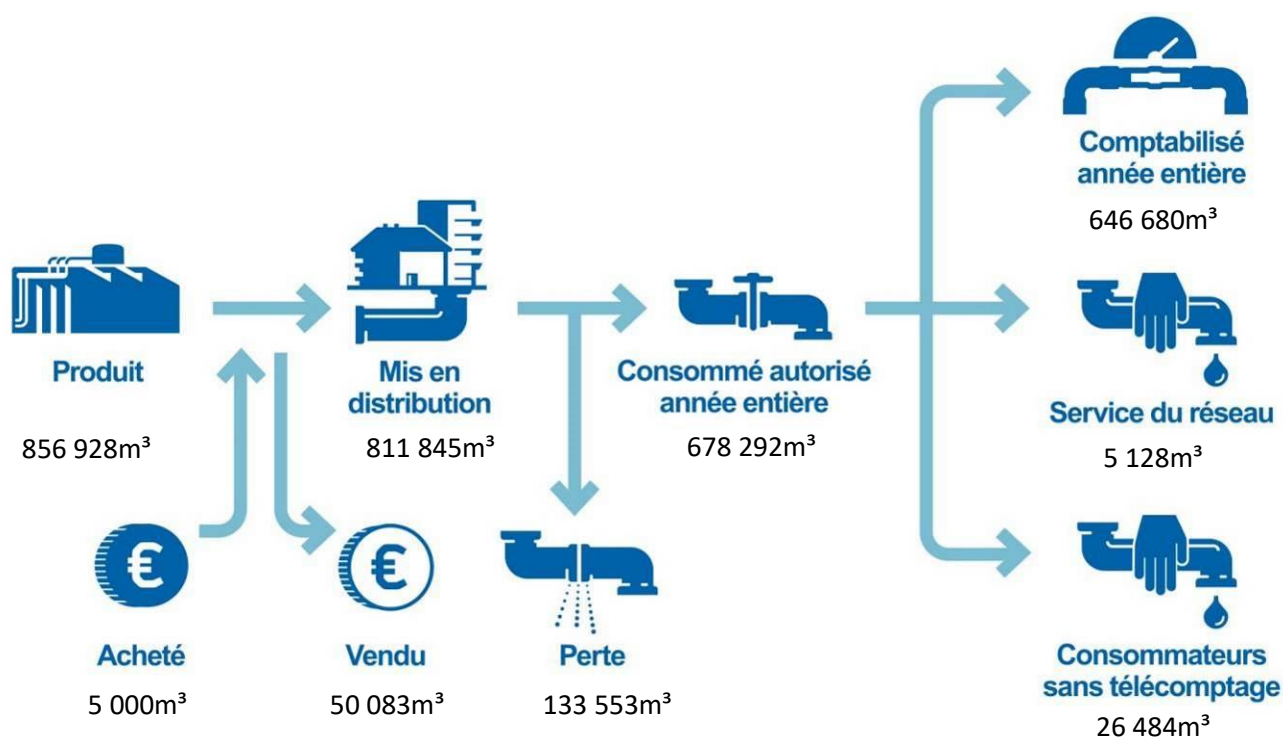 Comptabilisé
année entière
646 680m³
Produit
856 928m³
Mis en
distribution
811 845m³
Consommé autorisé
année entière
678 292m³
Service du réseau
5 128m³
€
Acheté
5 000m³
€
Vendu
50 083m³
Perte
133 553m³
Consommateurs
sans télécomptage
26 484m³